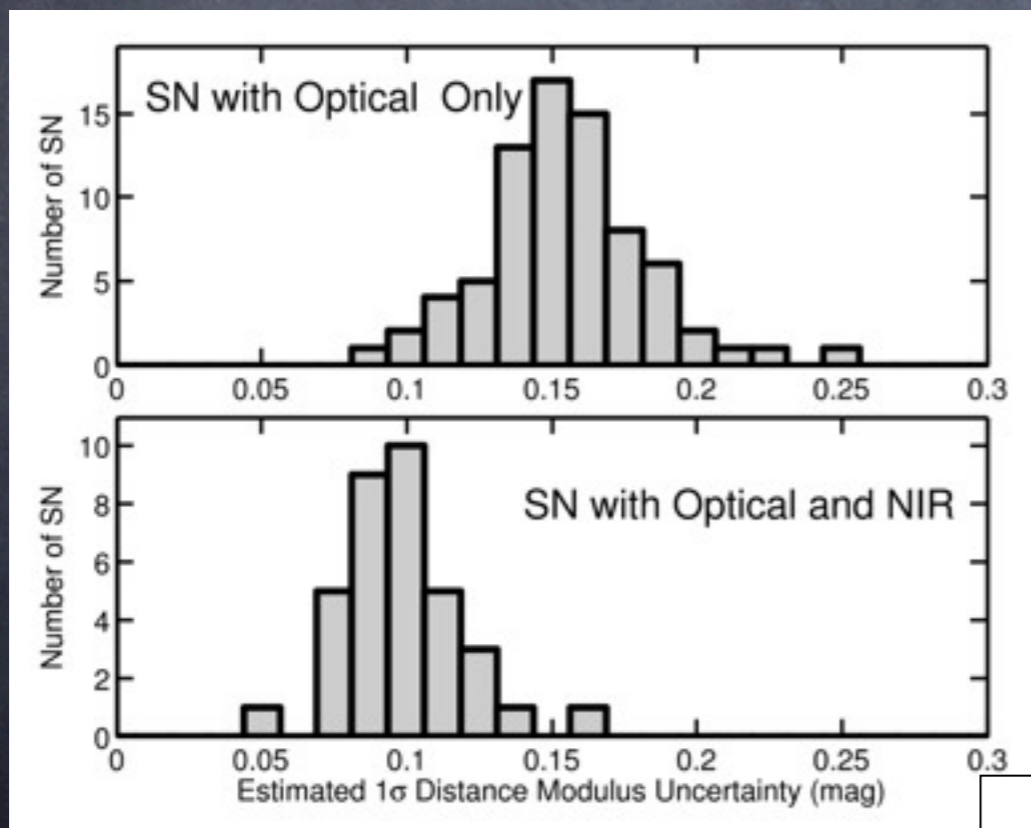 SN with Optical Only
Number of SN
15
10
5
0
0 0.05 0.1 0.15 0.2 0.25 0.3
SN with Optical and NIR
Number of SN
10
8
6
4
2
0
0 0.05 0.1 0.15 0.2 0.25 0.3
Estimated 1σ Distance Modulus Uncertainty (mag)